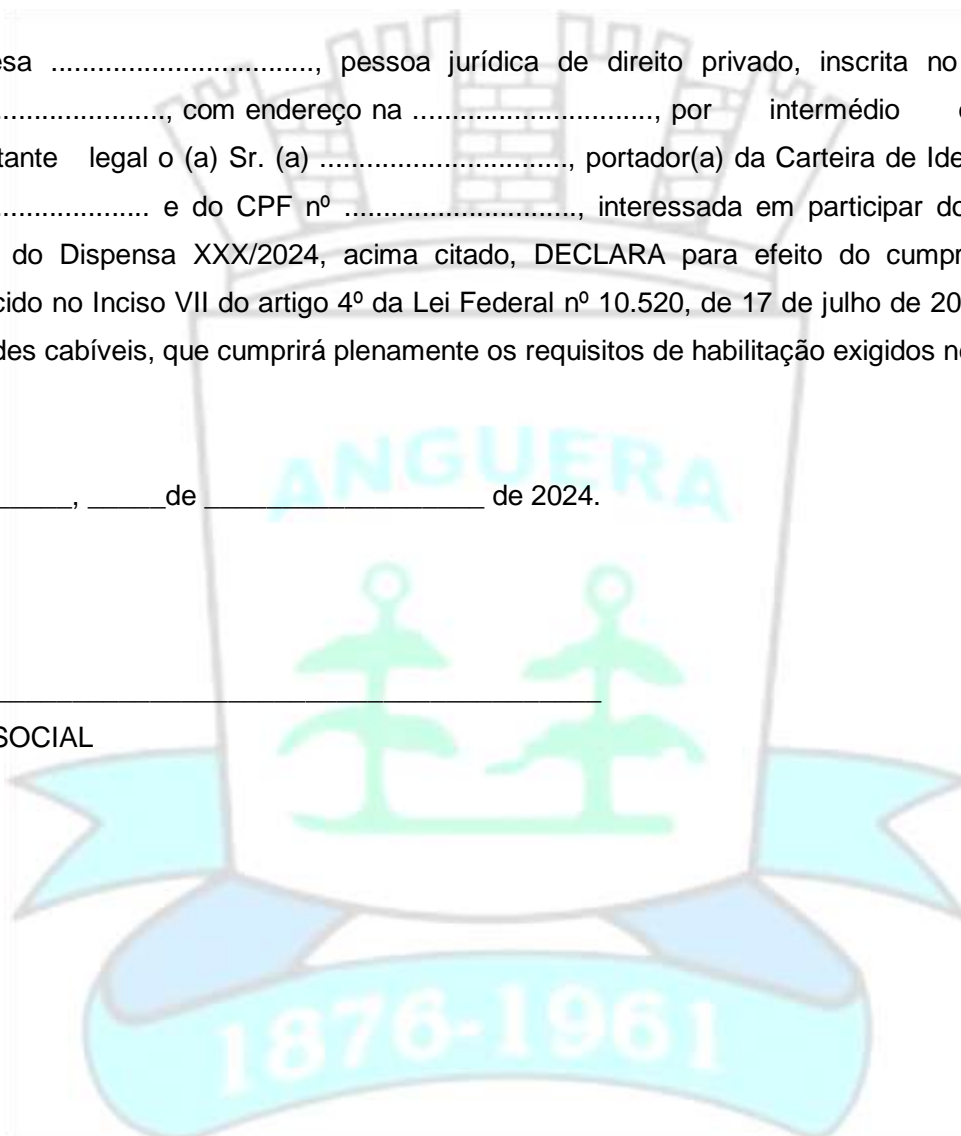 esa ................................., pessoa jurídica de direito privado, inscrita no
....................., com endereço na ..............................., por intermédio
tante legal o (a) Sr. (a) ................................, portador(a) da Carteira de Ide
.................... e do CPF nº .............................., interessada em participar do
do Dispensa XXX/2024, acima citado, DECLARA para efeito do cumpr
cido no Inciso VII do artigo 4º da Lei Federal nº 10.520, de 17 de julho de 20
des cabíveis, que cumprirá plenamente os requisitos de habilitação exigidos n
ANGUERA
_____, _____de __________________ de 2024.
_______________________________________
SOCIAL
1876-1961